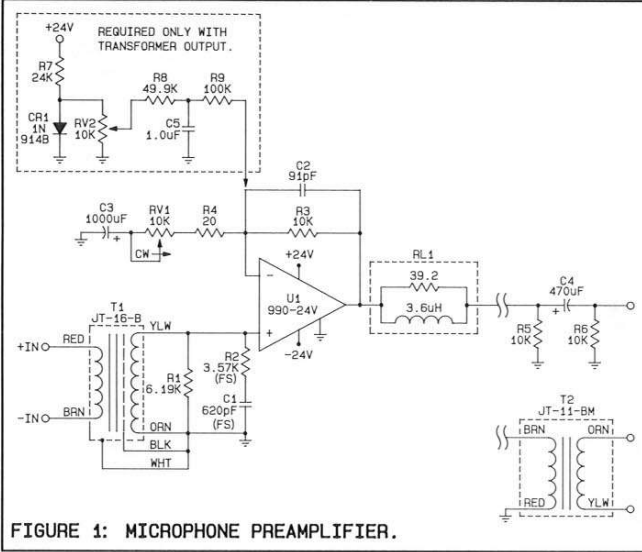 +24V
REQUIRED ONLY WITH
TRANSFORMER OUTPUT.
R7
24K
R8
49.9K
R9
100K
CR1
1N
914B
RV2
10K
C5
1.0uF
C2
91pF
C3
1000uF
+
RV1
10K
R4
20
R3
10K
CW
+24V
RL1
39.2
3.6uH
C4
470uF
+
-
U1
990-24V
+
-24V
T1
JT-16-B
RED
YLW
+IN
R1
6.19K
R2
3.57K
(FS)
R5
10K
R6
10K
C1
620pF
(FS)
-IN
BRN
ORN
BLK
WHT
T2
JT-11-BM
BRN
ORN
RED
YLW
FIGURE 1: MICROPHONE PREAMPLIFIER.